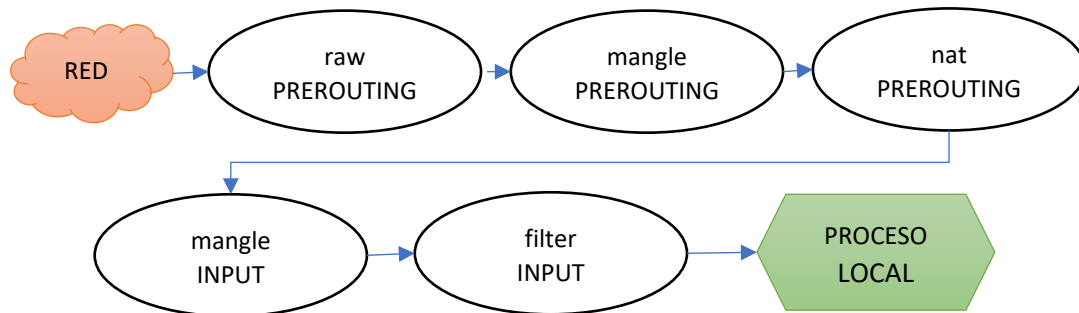 RED
raw
PREROUTING
mangle
PREROUTING
nat
PREROUTING
mangle
INPUT
filter
INPUT
PROCESO
LOCAL